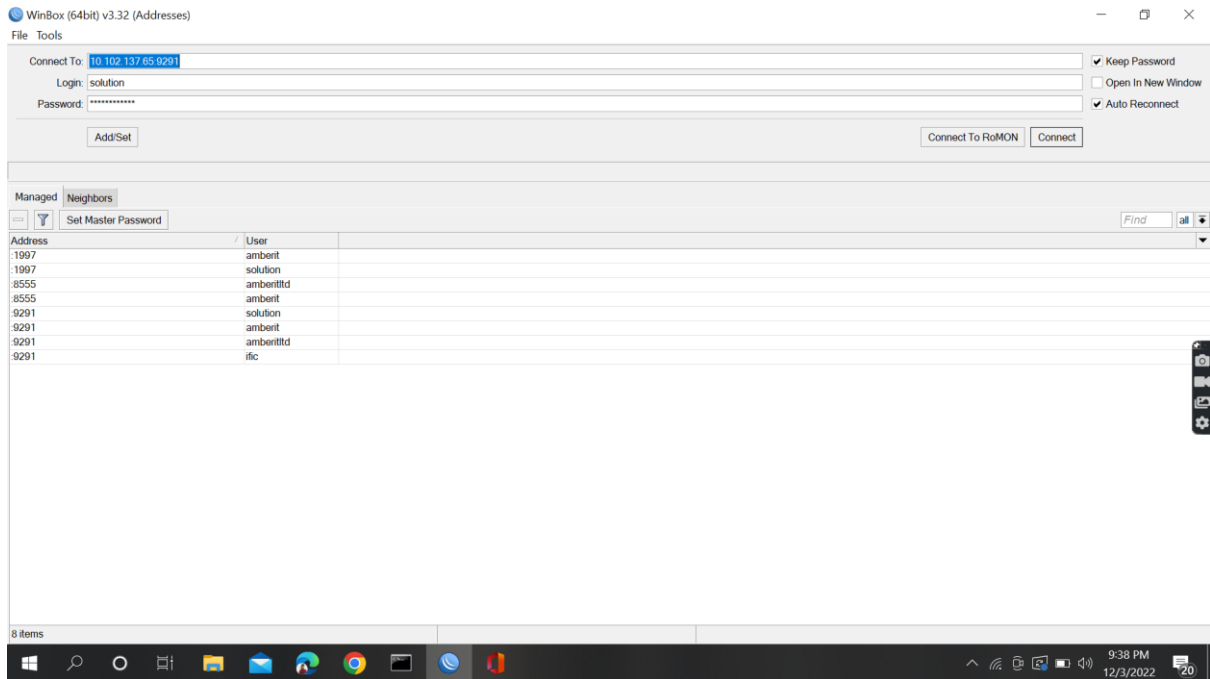 WinBox (64bit) v3.32 (Addresses)
File Tools
Connect To: 10.102.137.65:9291
Keep Password
Login: solution
Open In New Window
Password: ************
Auto Reconnect
Add/Set
Connect To RoMON Connect
Managed Neighbors
Set Master Password
Find all
Address User
:1997 amberit
:1997 solution
:8555 amberitltd
:8555 amberit
:9291 solution
:9291 amberit
:9291 amberitltd
:9291 ific
8 items
9:38 PM
12/3/2022
20